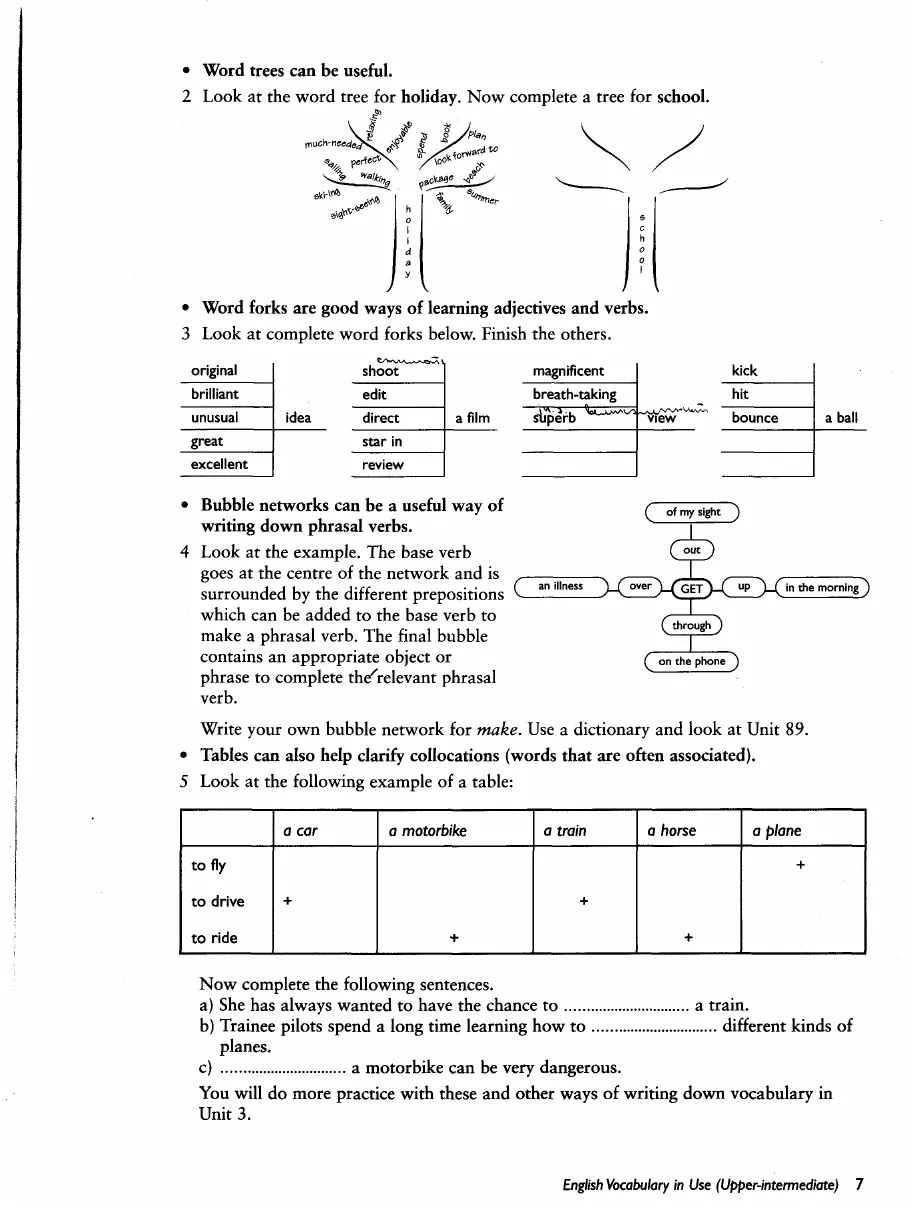 • Word trees can be useful.
2 Look at the word tree for holiday. Now complete a tree for school.
much-needed
relaxing
enjoyable
perfect
sailing
walking
ski-ing
sight-seeing
spend
book
plan
look forward to
package
beach
family
summer
holiday
school
• Word forks are good ways of learning adjectives and verbs.
3 Look at complete word forks below. Finish the others.
original
brilliant
unusual
great
excellent
idea
shoot
edit
direct
star in
review
a film
magnificent
breath-taking
superb
view
kick
hit
bounce
a ball
• Bubble networks can be a useful way of
writing down phrasal verbs.
4 Look at the example. The base verb
goes at the centre of the network and is
surrounded by the different prepositions
which can be added to the base verb to
make a phrasal verb. The final bubble
contains an appropriate object or
phrase to complete the relevant phrasal
verb.
of my sight
out
an illness over GET up in the morning
through
on the phone
Write your own bubble network for make. Use a dictionary and look at Unit 89.
• Tables can also help clarify collocations (words that are often associated).
5 Look at the following example of a table:
a car a motorbike a train a horse a plane
to fly +
to drive + +
to ride + +
Now complete the following sentences.
a) She has always wanted to have the chance to ................................ a train.
b) Trainee pilots spend a long time learning how to ................................ different kinds of
planes.
c) ................................ a motorbike can be very dangerous.
You will do more practice with these and other ways of writing down vocabulary in
Unit 3.
English Vocabulary in Use (Upper-intermediate) 7